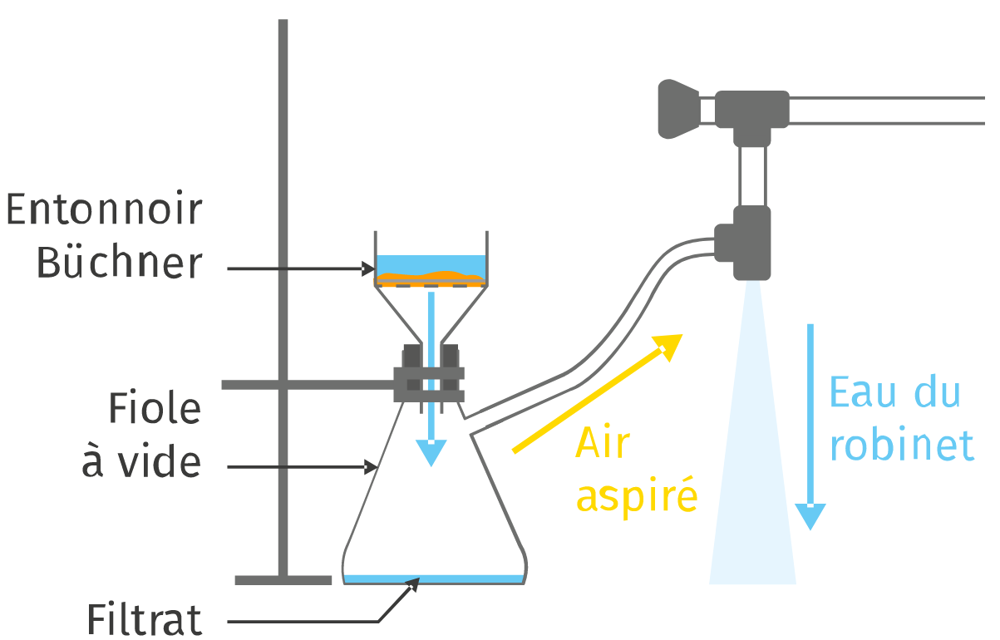 Entonnoir
Büchner
Fiole
à vide
Filtrat
Air
aspiré
Eau du
robinet